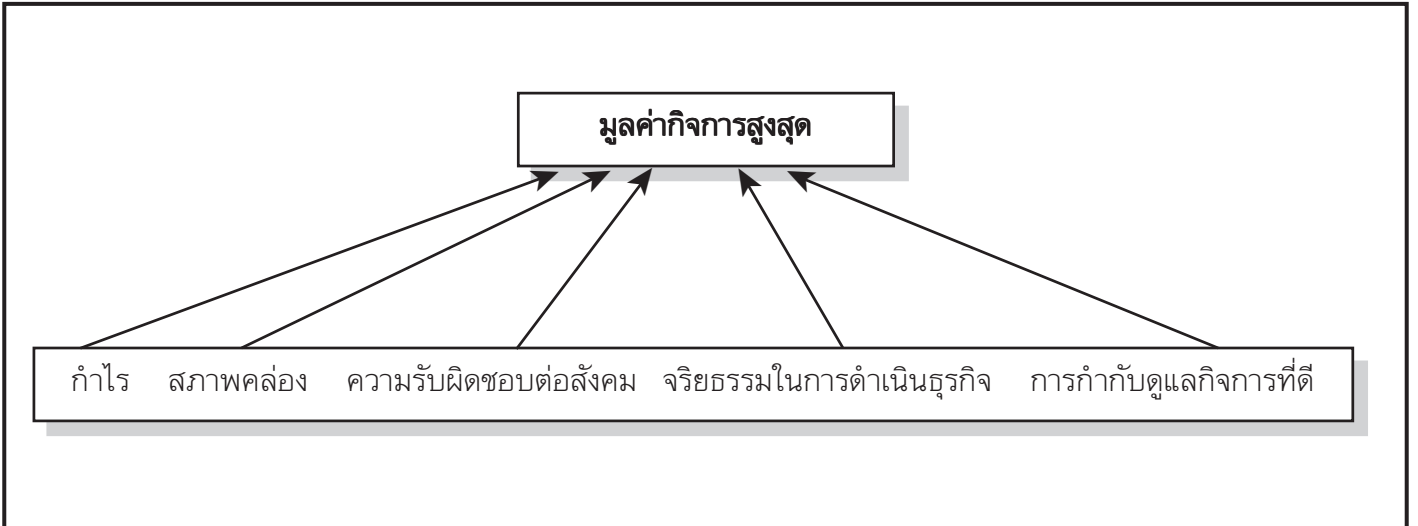 มูลค่ากิจการสูงสุด
กำไร สภาพคล่อง ความรับผิดชอบต่อสังคม จริยธรรมในการดำเนินธุรกิจ การกำกับดูแลกิจการที่ดี